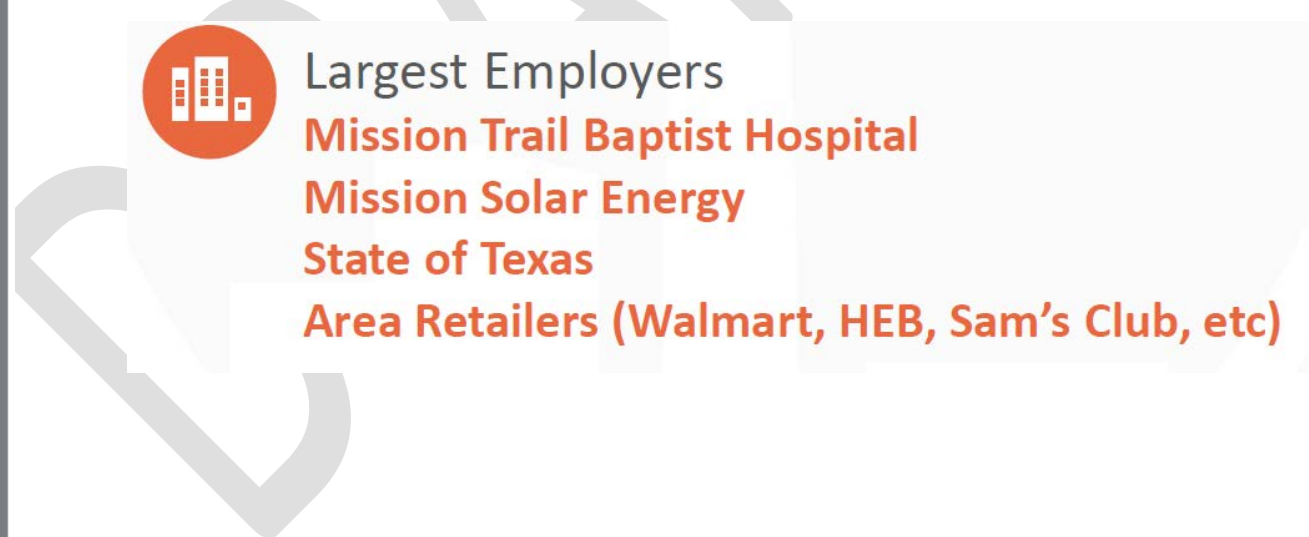 Largest Employers
Mission Trail Baptist Hospital
Mission Solar Energy
State of Texas
Area Retailers (Walmart, HEB, Sam’s Club, etc)